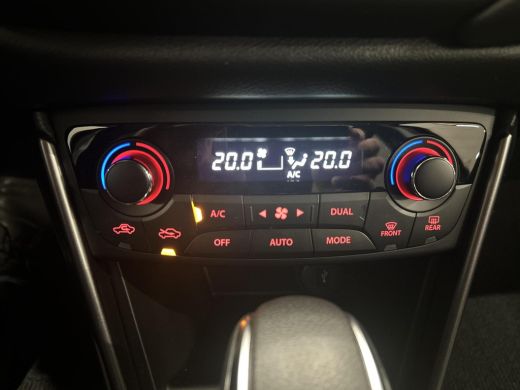 20.0 20.0
A/C
A/C DUAL
OFF AUTO MODE FRONT REAR